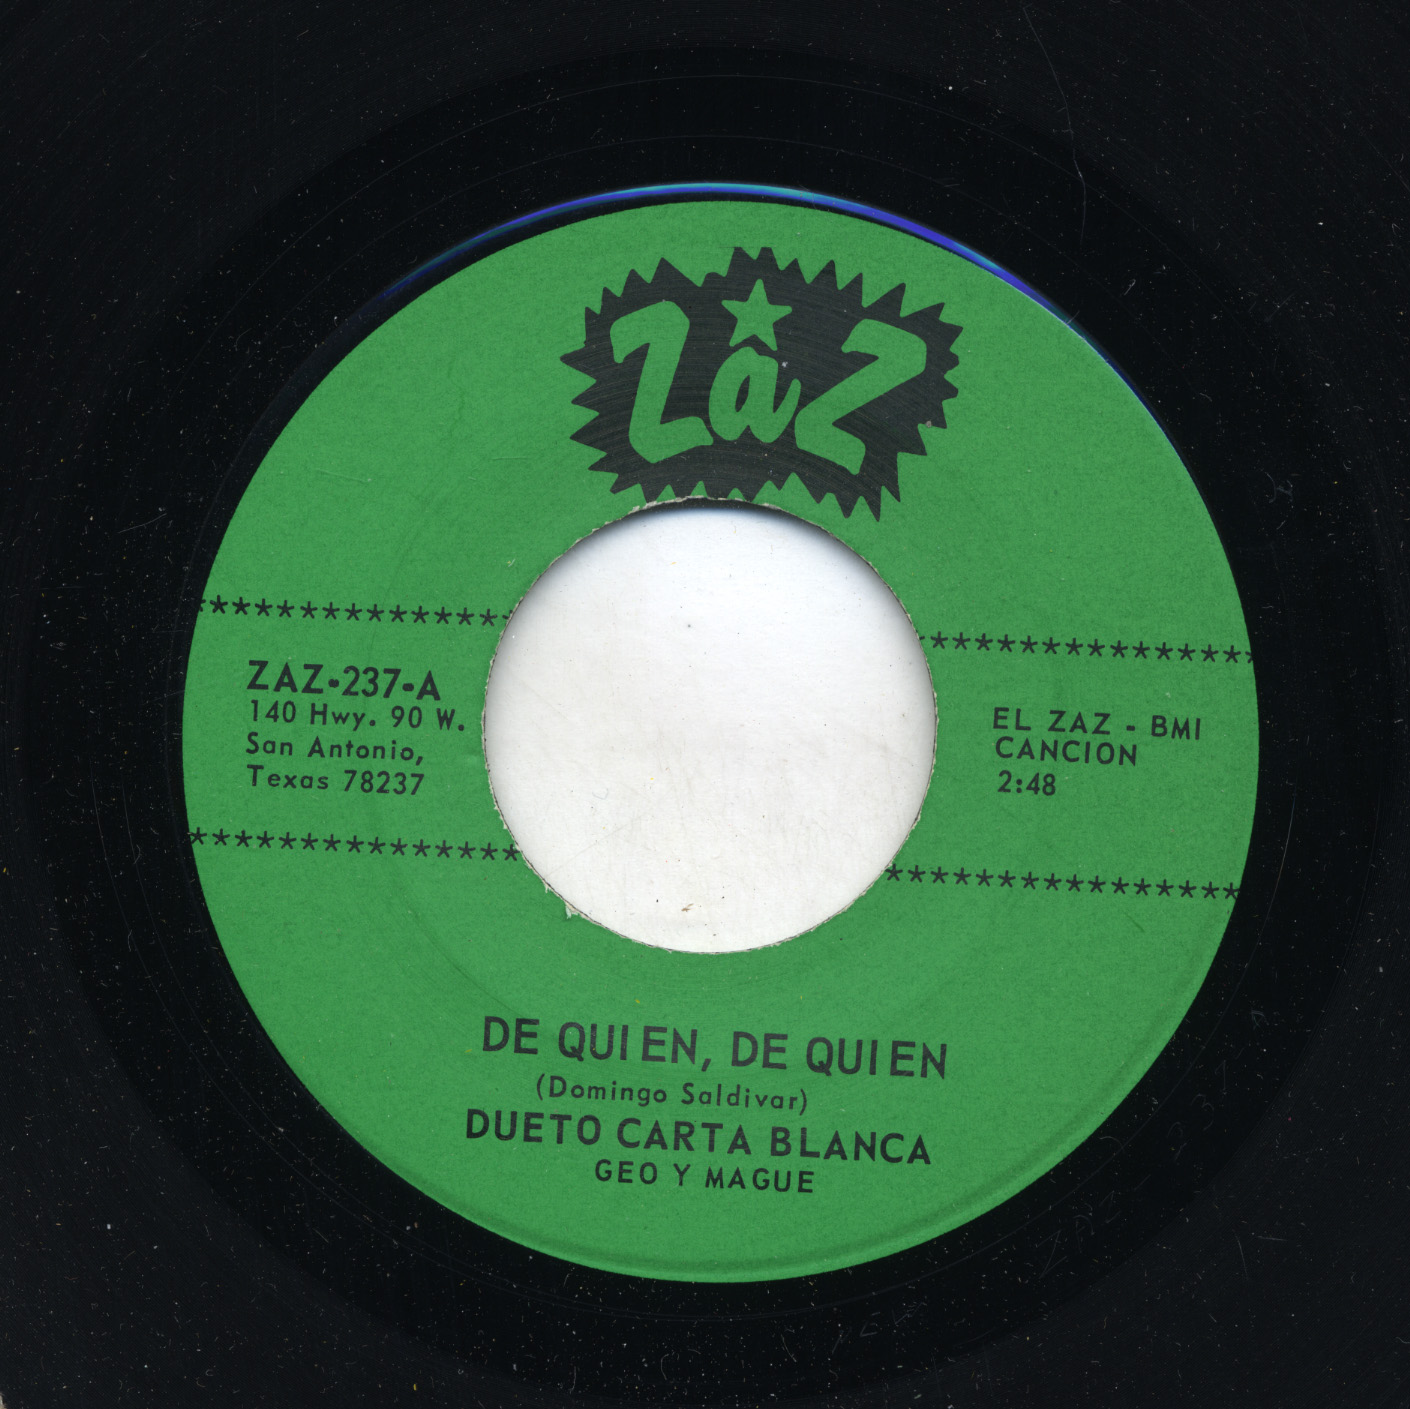 ZaZ
ZAZ-237-A
140 Hwy. 90 W.
San Antonio,
Texas 78237
EL ZAZ - BMI
CANCION
2:48
DE QUIEN, DE QUIEN
(Domingo Saldivar)
DUETO CARTA BLANCA
GEO Y MAGUE